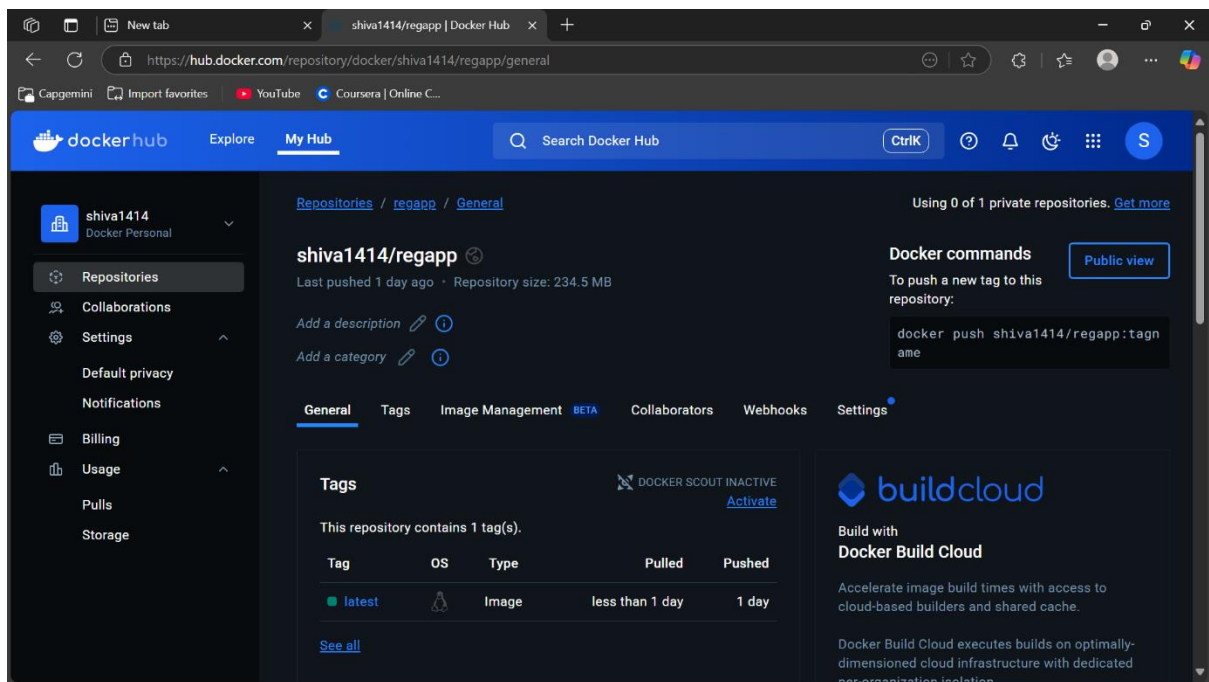 New tab
shiva1414/regapp | Docker Hub
https://hub.docker.com/repository/docker/shiva1414/regapp/general
Capgemini
Import favorites
YouTube
Coursera | Online C...
dockerhub
Explore
My Hub
Search Docker Hub
CtrlK
S
shiva1414
Docker Personal
Repositories
Collaborations
Settings
Default privacy
Notifications
Billing
Usage
Pulls
Storage
Repositories / regapp / General
Using 0 of 1 private repositories. Get more
shiva1414/regapp
Last pushed 1 day ago · Repository size: 234.5 MB
Add a description
Add a category
Docker commands
Public view
To push a new tag to this
repository:
docker push shiva1414/regapp:tagn
ame
General Tags Image Management BETA Collaborators Webhooks Settings
Tags
DOCKER SCOUT INACTIVE
Activate
This repository contains 1 tag(s).
Tag OS Type Pulled Pushed
latest Image less than 1 day 1 day
See all
buildcloud
Build with
Docker Build Cloud
Accelerate image build times with access to
cloud-based builders and shared cache.
Docker Build Cloud executes builds on optimally-
dimensioned cloud infrastructure with dedicated
per-organization isolation.